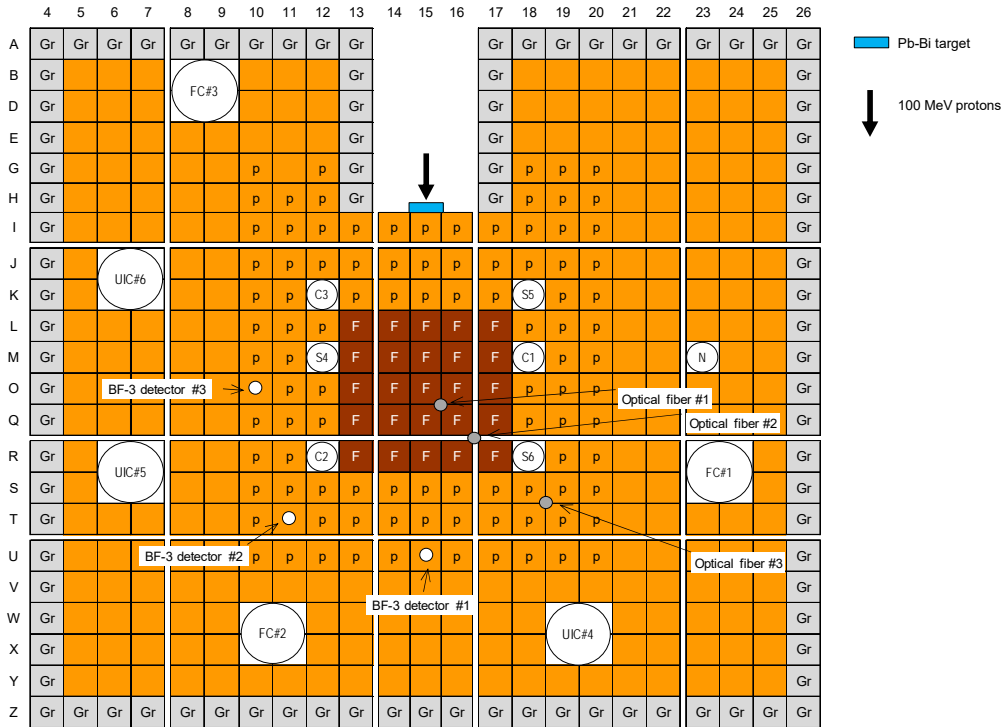 4 5 6 7 8 9 10 11 12 13 14 15 16 17 18 19 20 21 22 23 24 25 26
A Gr Gr Gr Gr Gr Gr Gr Gr Gr Gr Gr Gr Gr Gr Gr Gr Gr Gr Gr Gr
Pb-Bi target
B Gr Gr Gr Gr
FC#3
D Gr Gr Gr Gr
100 MeV protons
E Gr Gr Gr Gr
G Gr p p Gr Gr p p p Gr
H Gr p p p Gr Gr p p p Gr
I Gr p p p p p p p p p p p Gr
J Gr p p p p p p p p p p p Gr
UIC#6
K Gr p p C3 p p p p p S5 p p Gr
L Gr p p p F F F F F p p p Gr
M Gr p p S4 F F F F F C1 p p N Gr
BF-3 detector #3
O Gr p p F F F F F p p p Gr
Optical fiber #1
Q Gr p p p F F F F F p p p Gr
Optical fiber #2
R Gr p p C2 F F F F F S6 p p Gr
UIC#5 FC#1
S Gr p p p p p p p p p p p Gr
T Gr p p p p p p p p p p Gr
U Gr p p p p p p p p p p Gr
BF-3 detector #2
Optical fiber #3
V Gr Gr
BF-3 detector #1
W Gr Gr
FC#2 UIC#4
X Gr Gr
Y Gr Gr
Z Gr Gr Gr Gr Gr Gr Gr Gr Gr Gr Gr Gr Gr Gr Gr Gr Gr Gr Gr Gr Gr Gr Gr